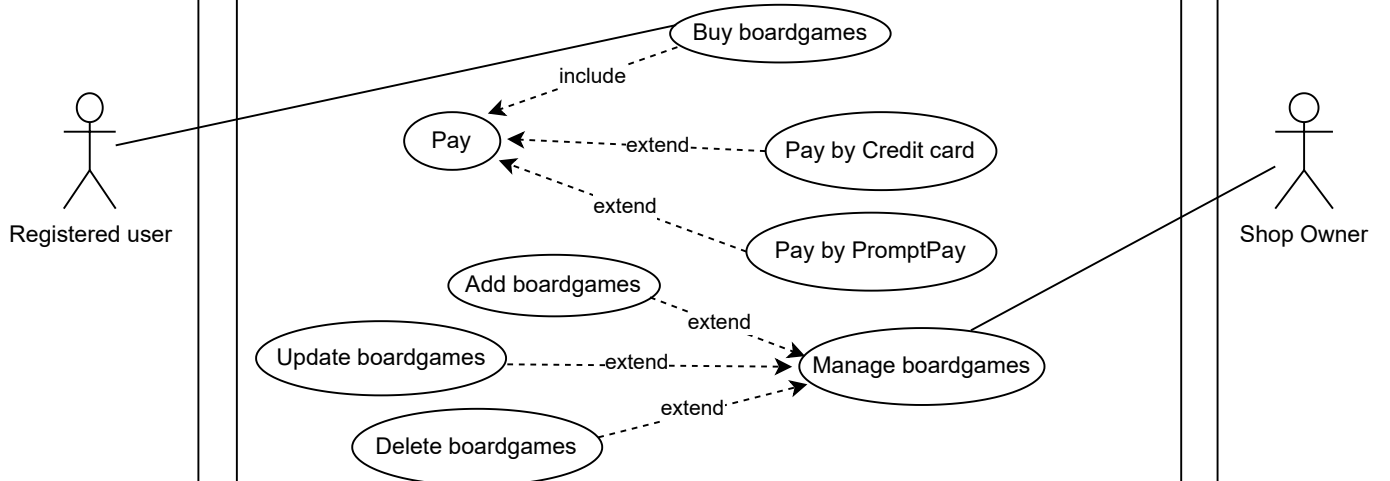 Buy boardgames
include
Pay
extend
Pay by Credit card
extend
Registered user
Shop Owner
Pay by PromptPay
Add boardgames
extend
Update boardgames
extend
Manage boardgames
extend
Delete boardgames